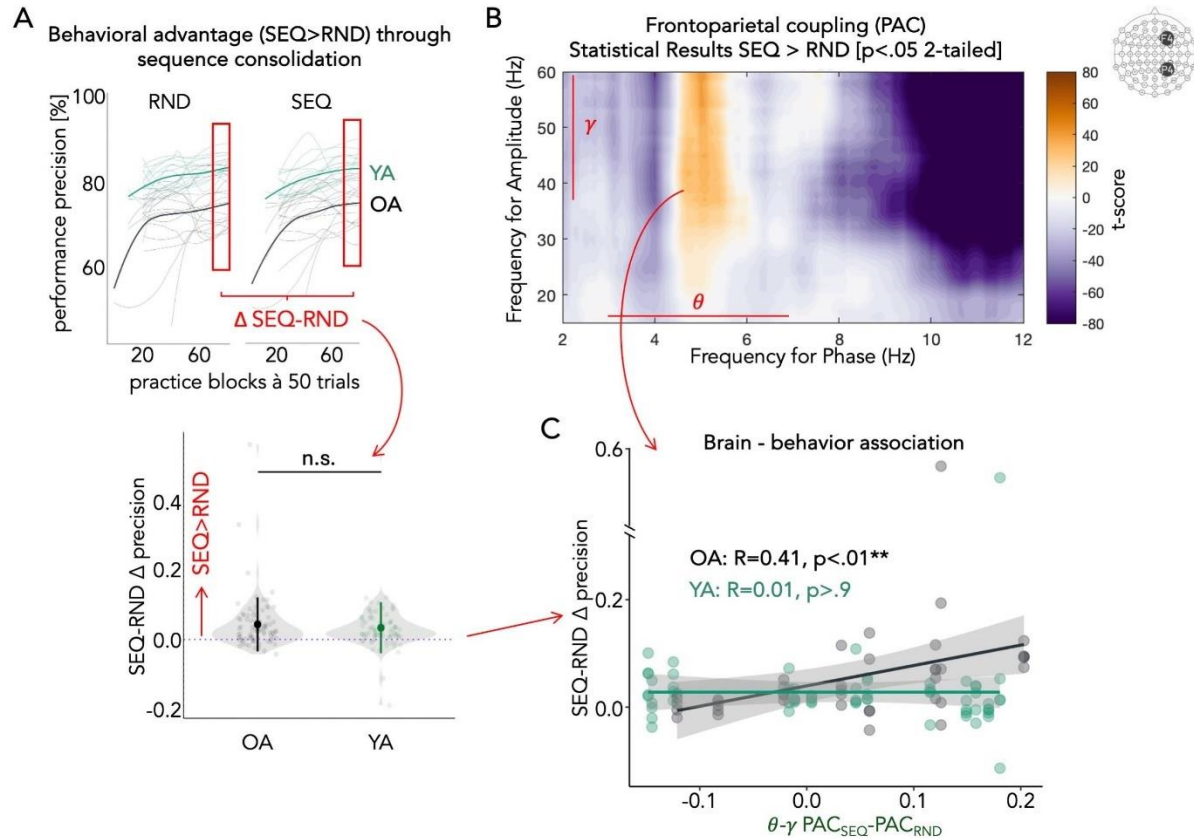 A
Behavioral advantage (SEQ>RND) through
sequence consolidation
RND
SEQ
performance precision [%]
100
80
60
YA
OA
Δ SEQ-RND
20 60
20 60
practice blocks à 50 trials
n.s.
SEQ-RND Δ precision
SEQ>RND
0.4
0.2
0.0
-0.2
OA
YA
B
Frontoparietal coupling (PAC)
Statistical Results SEQ > RND [p<.05 2-tailed]
Frequency for Amplitude (Hz)
60
50
40
30
20
γ
θ
2 4 6 8 10 12
Frequency for Phase (Hz)
80
60
40
20
0
-20
-40
-60
-80
t-score
F4
P4
C
Brain - behavior association
SEQ-RND Δ precision
0.6
0.2
0.0
OA: R=0.41, p<.01**
YA: R=0.01, p>.9
-0.1 0.0 0.1 0.2
θ-γ PACSEQ-PACRND